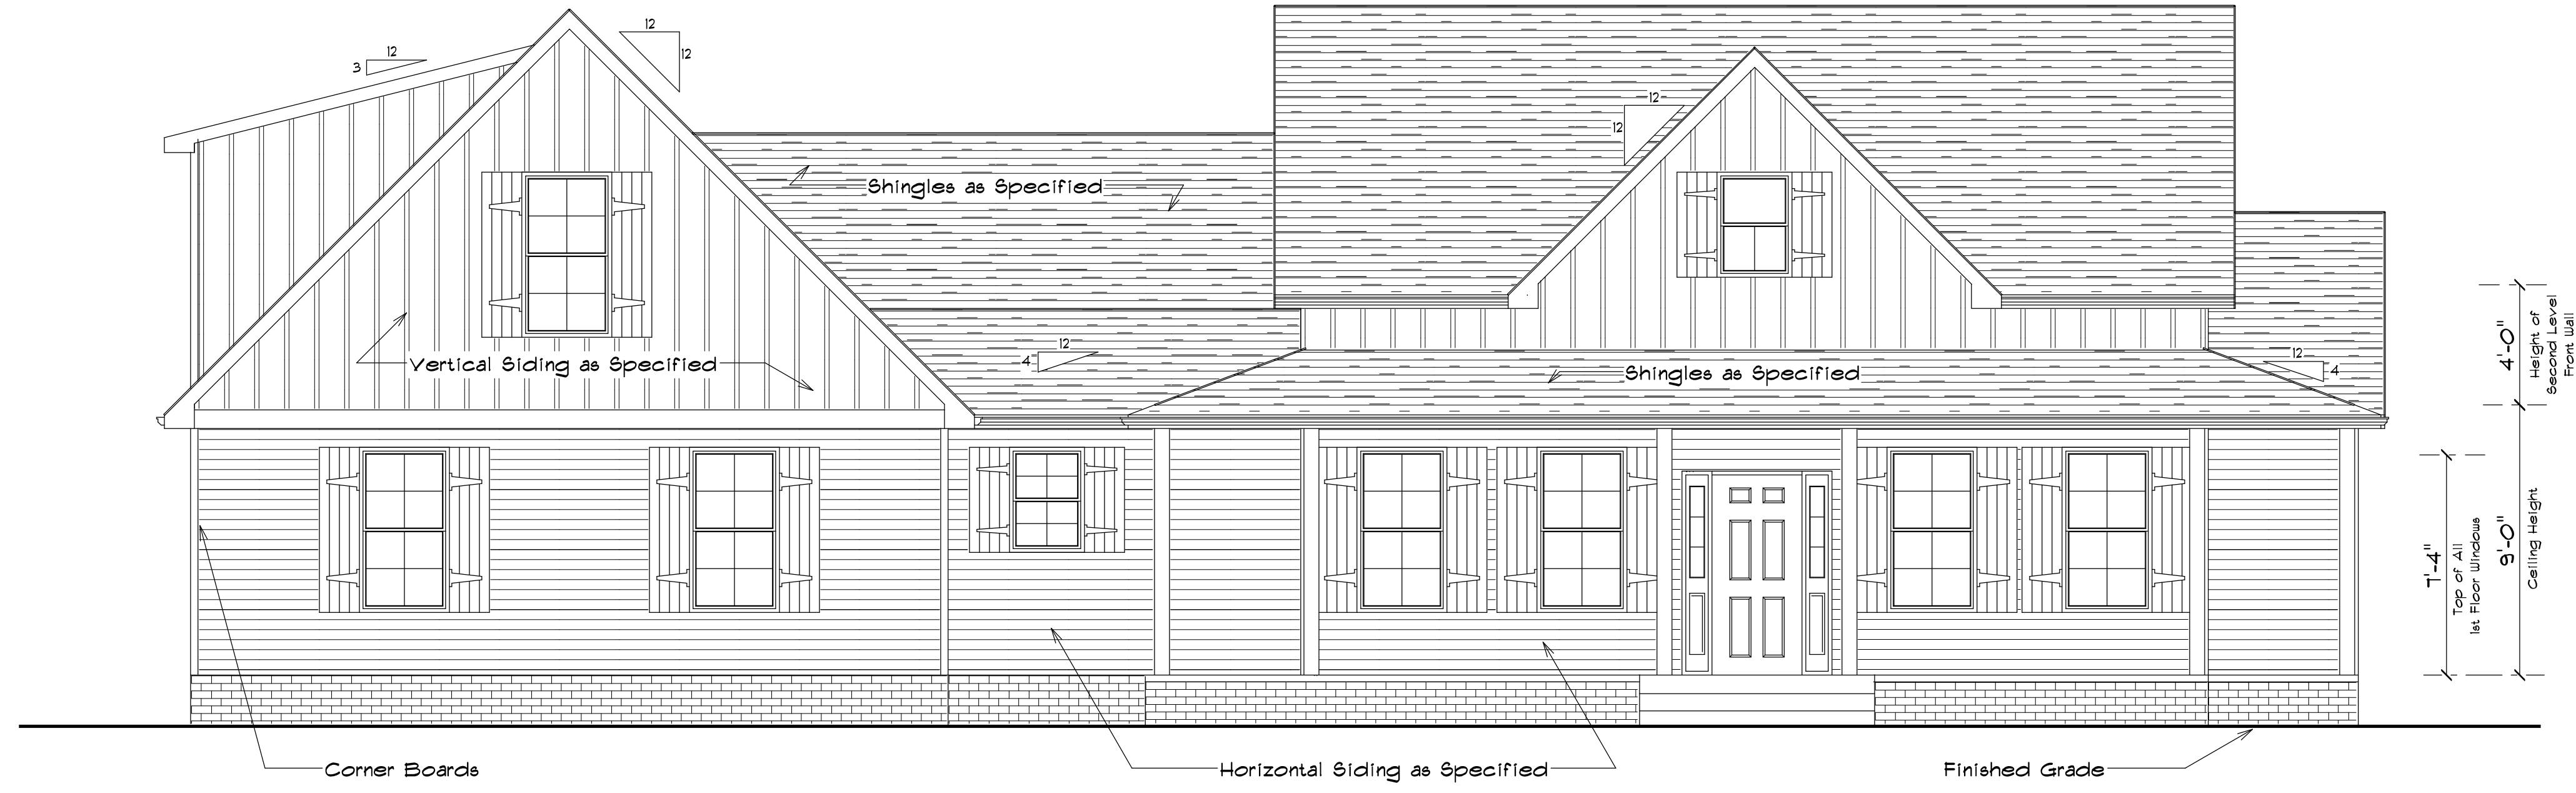 12
12
12
3
12
12
Shingles as Specified
12
4
Vertical Siding as Specified
Shingles as Specified
12
4
4'-0"
Height of
Second Level
Front Wall
7'-4"
Top of All
1st Floor Windows
9'-0"
Ceiling Height
Corner Boards
Horizontal Siding as Specified
Finished Grade